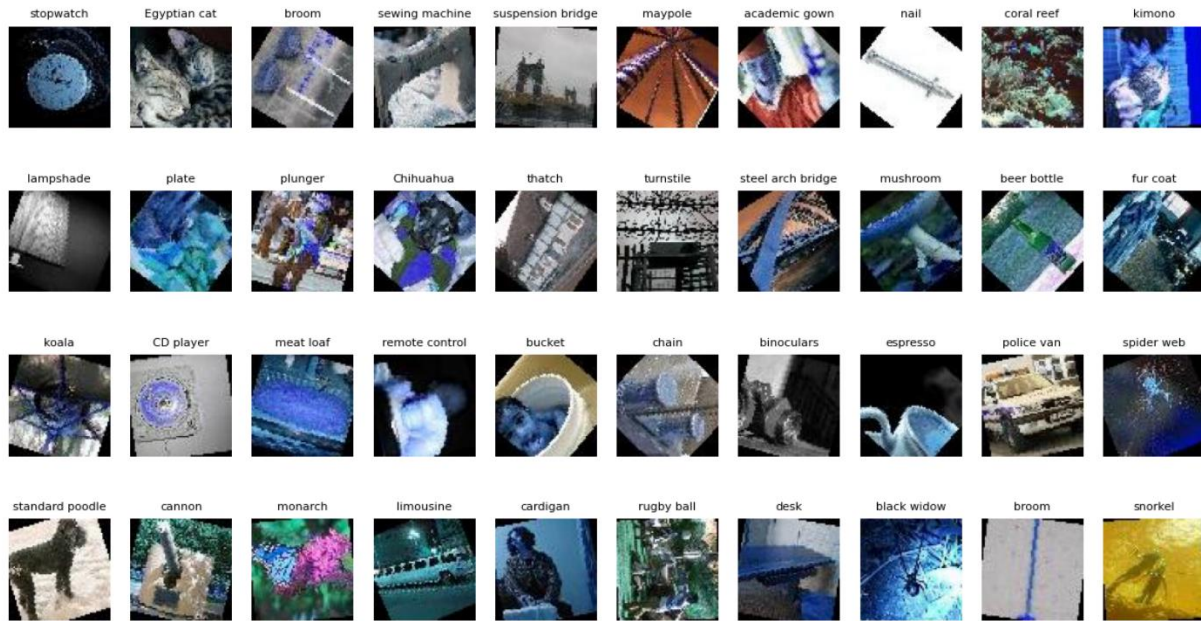 stopwatch Egyptian cat broom sewing machine suspension bridge maypole academic gown nail coral reef kimono
lampshade plate plunger Chihuahua thatch turnstile steel arch bridge mushroom beer bottle fur coat
koala CD player meat loaf remote control bucket chain binoculars espresso police van spider web
standard poodle cannon monarch limousine cardigan rugby ball desk black widow broom snorkel